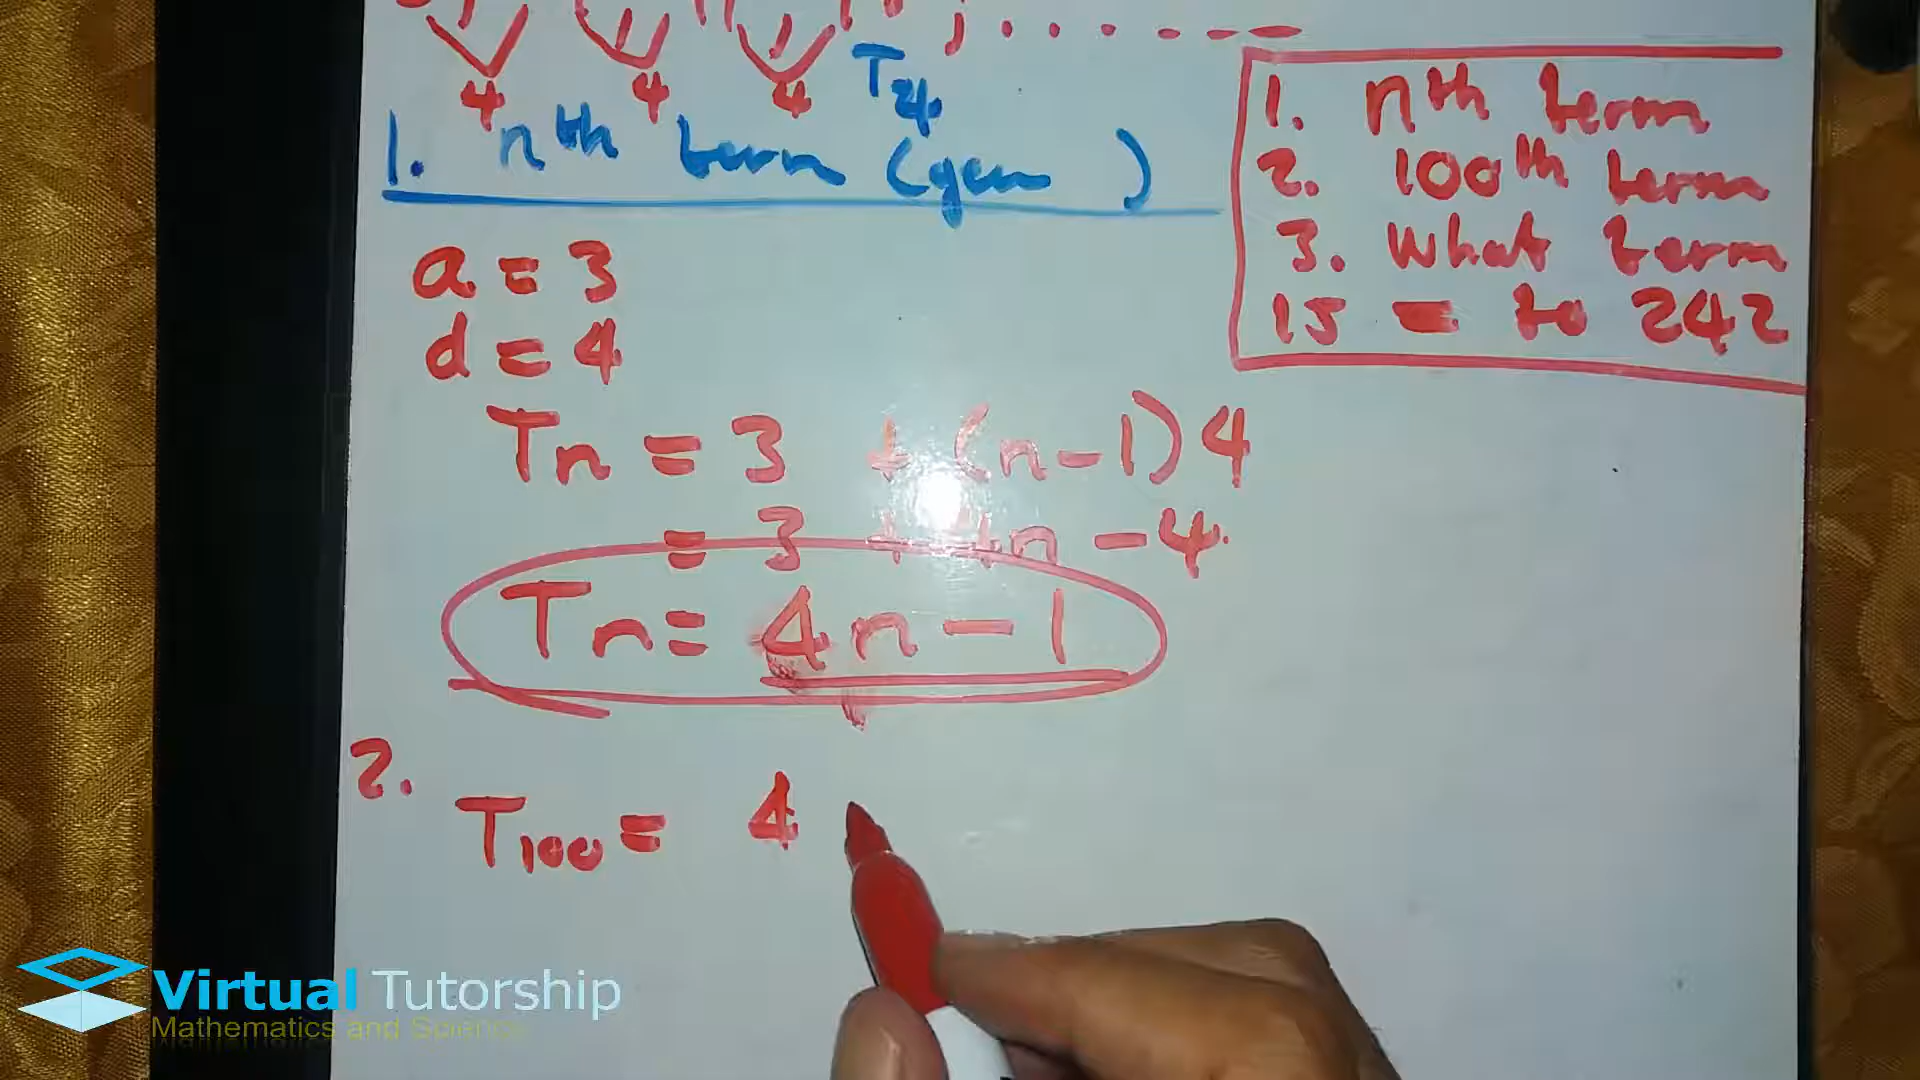 4 4 4 T4
1. nth term (gen )
1. nth term
2. 100th term
3. What term
is = to 242
a = 3
d = 4
Tn = 3 + (n-1)4
= 3 + 4n - 4
Tn = 4n - 1
2.
T100 = 4
Virtual Tutorship
Mathematics and Science